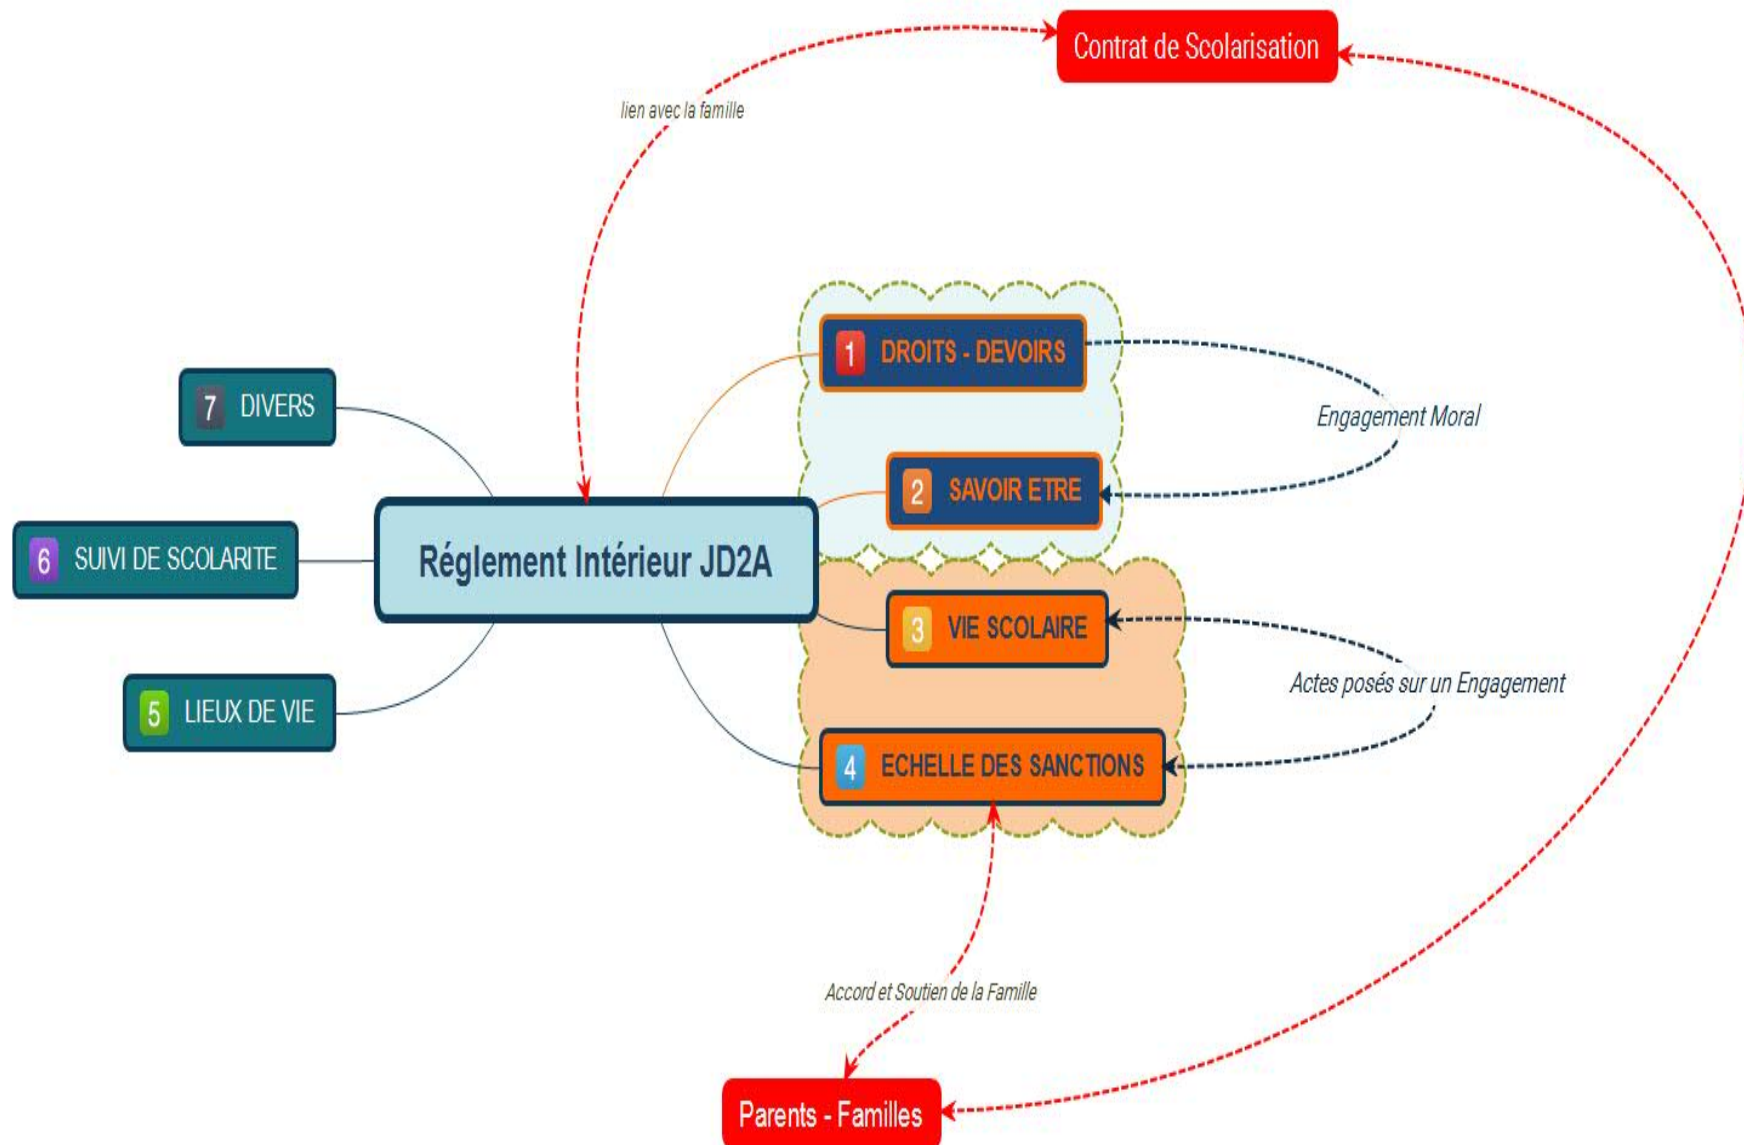 Contrat de Scolarisation
lien avec la famille
1 DROITS - DEVOIRS
7 DIVERS
Engagement Moral
2 SAVOIR ETRE
6 SUIVI DE SCOLARITE
Réglement Intérieur JD2A
3 VIE SCOLAIRE
Actes posés sur un Engagement
5 LIEUX DE VIE
4 ECHELLE DES SANCTIONS
Accord et Soutien de la Famille
Parents - Familles